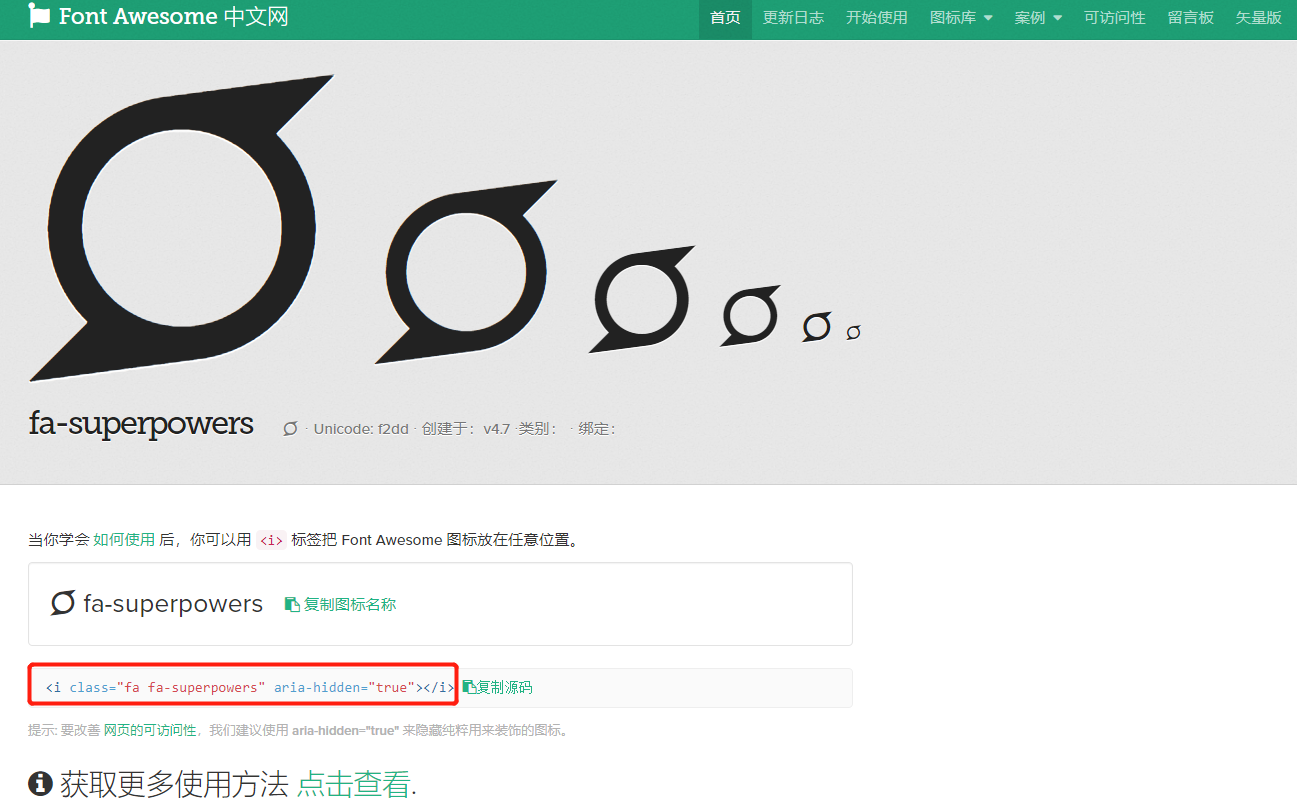 Font Awesome 中文网 首页 更新日志 开始使用 图标库 案例 可访问性 留言板 矢量版
fa-superpowers · Unicode: f2dd · 创建于： v4.7 ·类别： · 绑定：
当你学会 如何使用 后，你可以用 <i> 标签把 Font Awesome 图标放在任意位置。
fa-superpowers 复制图标名称
<i class="fa fa-superpowers" aria-hidden="true"></i> 复制源码
提示: 要改善 网页的可访问性，我们建议使用 aria-hidden="true" 来隐藏纯粹用来装饰的图标。
获取更多使用方法 点击查看.